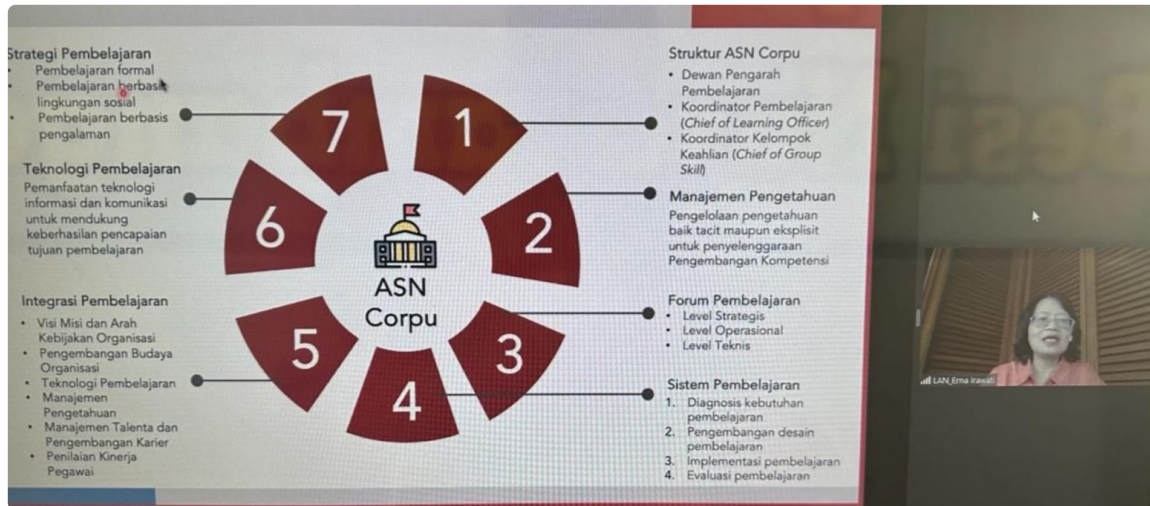 Strategi Pembelajaran
• Pembelajaran formal
• Pembelajaran berbasis
lingkungan sosial
• Pembelajaran berbasis
pengalaman
Teknologi Pembelajaran
Pemanfaatan teknologi
informasi dan komunikasi
untuk mendukung
keberhasilan pencapaian
tujuan pembelajaran
Integrasi Pembelajaran
• Visi Misi dan Arah
Kebijakan Organisasi
• Pengembangan Budaya
Organisasi
• Teknologi Pembelajaran
• Manajemen
Pengetahuan
• Manajemen Talenta dan
Pengembangan Karier
• Penilaian Kinerja
Pegawai
7
1
6
2
5
3
4
ASN
Corpu
Struktur ASN Corpu
• Dewan Pengarah
Pembelajaran
• Koordinator Pembelajaran
(Chief of Learning Officer)
• Koordinator Kelompok
Keahlian (Chief of Group
Skill)
Manajemen Pengetahuan
Pengelolaan pengetahuan
baik tacit maupun eksplisit
untuk penyelenggaraan
Pengembangan Kompetensi
Forum Pembelajaran
• Level Strategis
• Level Operasional
• Level Teknis
Sistem Pembelajaran
1. Diagnosis kebutuhan
pembelajaran
2. Pengembangan desain
pembelajaran
3. Implementasi pembelajaran
4. Evaluasi pembelajaran
LAN_Erna Irawati